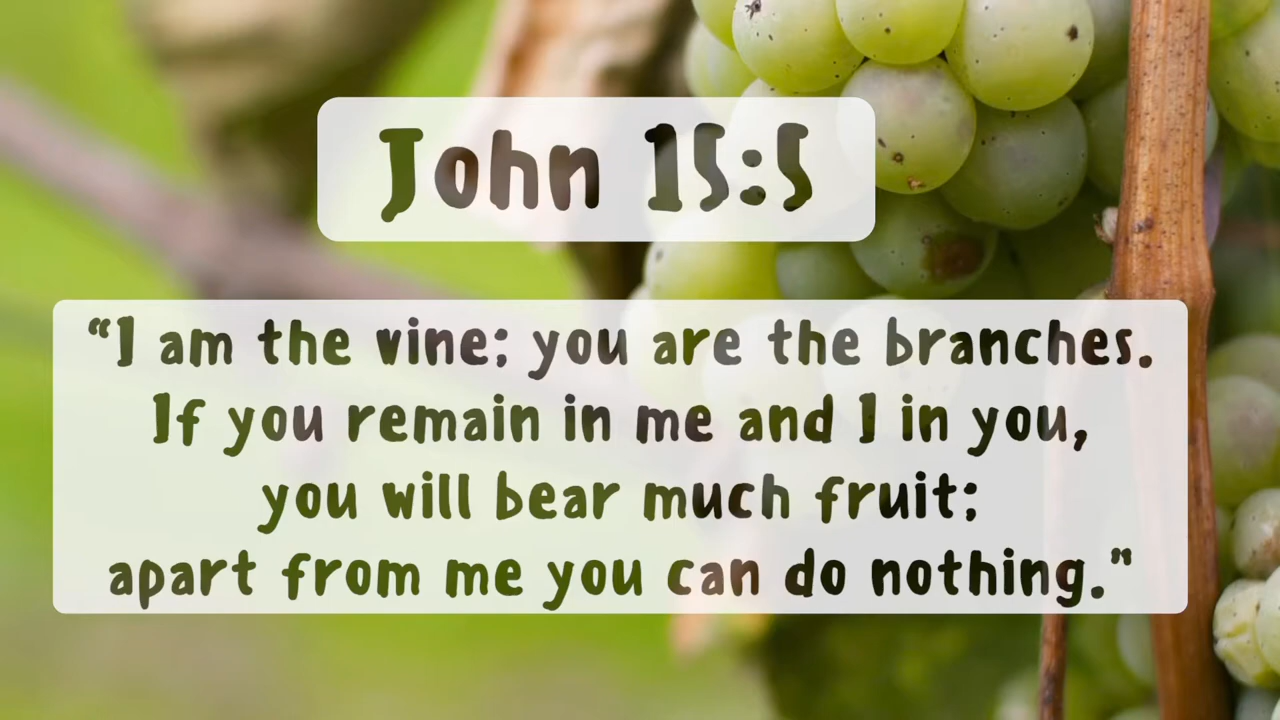 John 15:5
“I am the vine; you are the branches.
If you remain in me and I in you,
you will bear much fruit;
apart from me you can do nothing.”